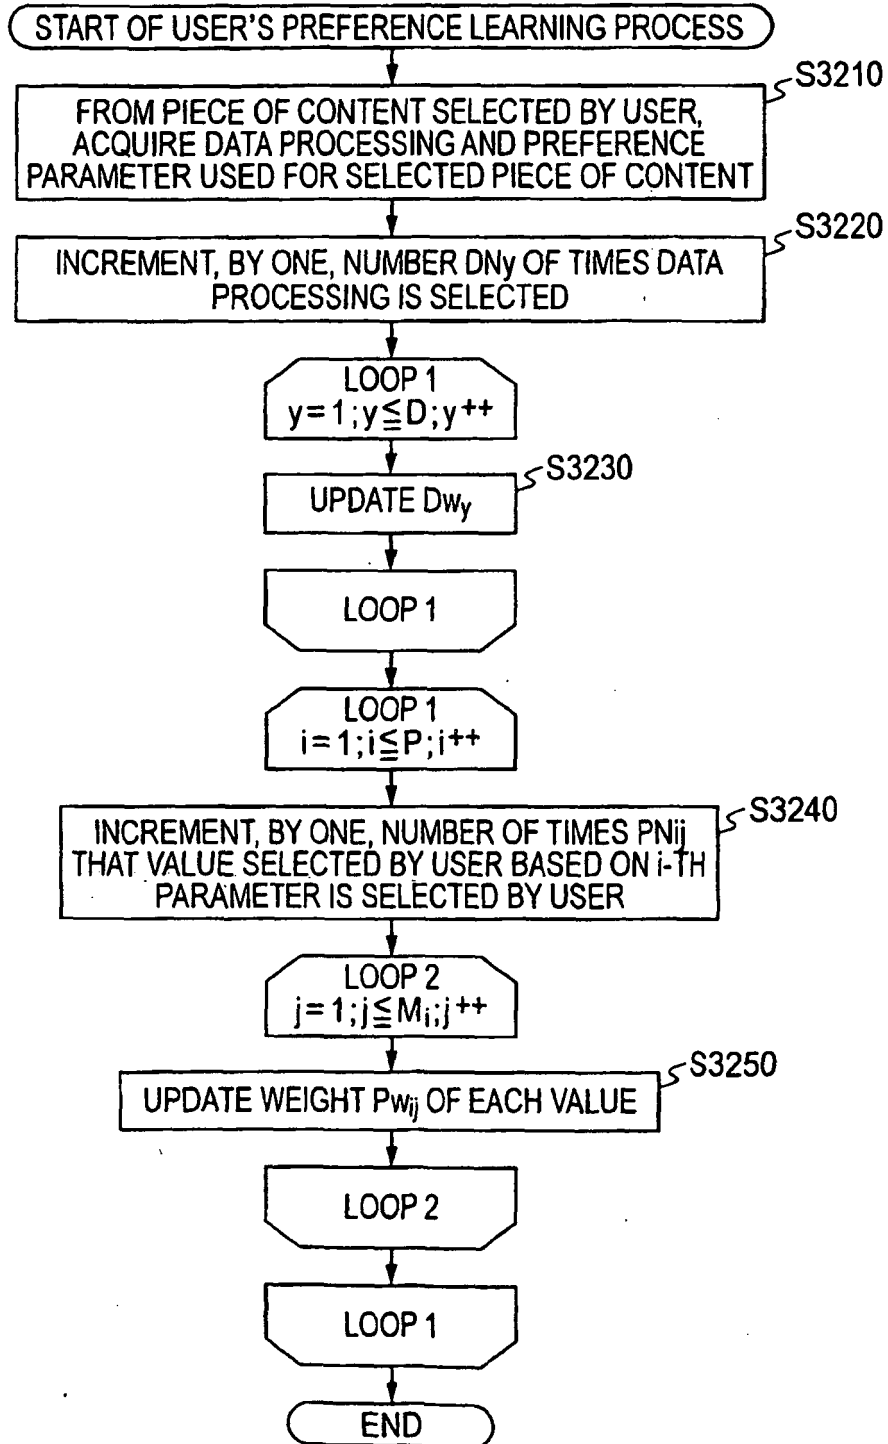 START OF USER'S PREFERENCE LEARNING PROCESS
S3210
FROM PIECE OF CONTENT SELECTED BY USER,
ACQUIRE DATA PROCESSING AND PREFERENCE
PARAMETER USED FOR SELECTED PIECE OF CONTENT
S3220
INCREMENT, BY ONE, NUMBER DNy OF TIMES DATA
PROCESSING IS SELECTED
LOOP 1
y=1;y≦D;y++
S3230
UPDATE Dwy
LOOP 1
LOOP 1
i=1;i≦P;i++
S3240
INCREMENT, BY ONE, NUMBER OF TIMES PNij
THAT VALUE SELECTED BY USER BASED ON i-TH
PARAMETER IS SELECTED BY USER
LOOP 2
j=1;j≦Mi;j++
S3250
UPDATE WEIGHT Pwij OF EACH VALUE
LOOP 2
LOOP 1
END